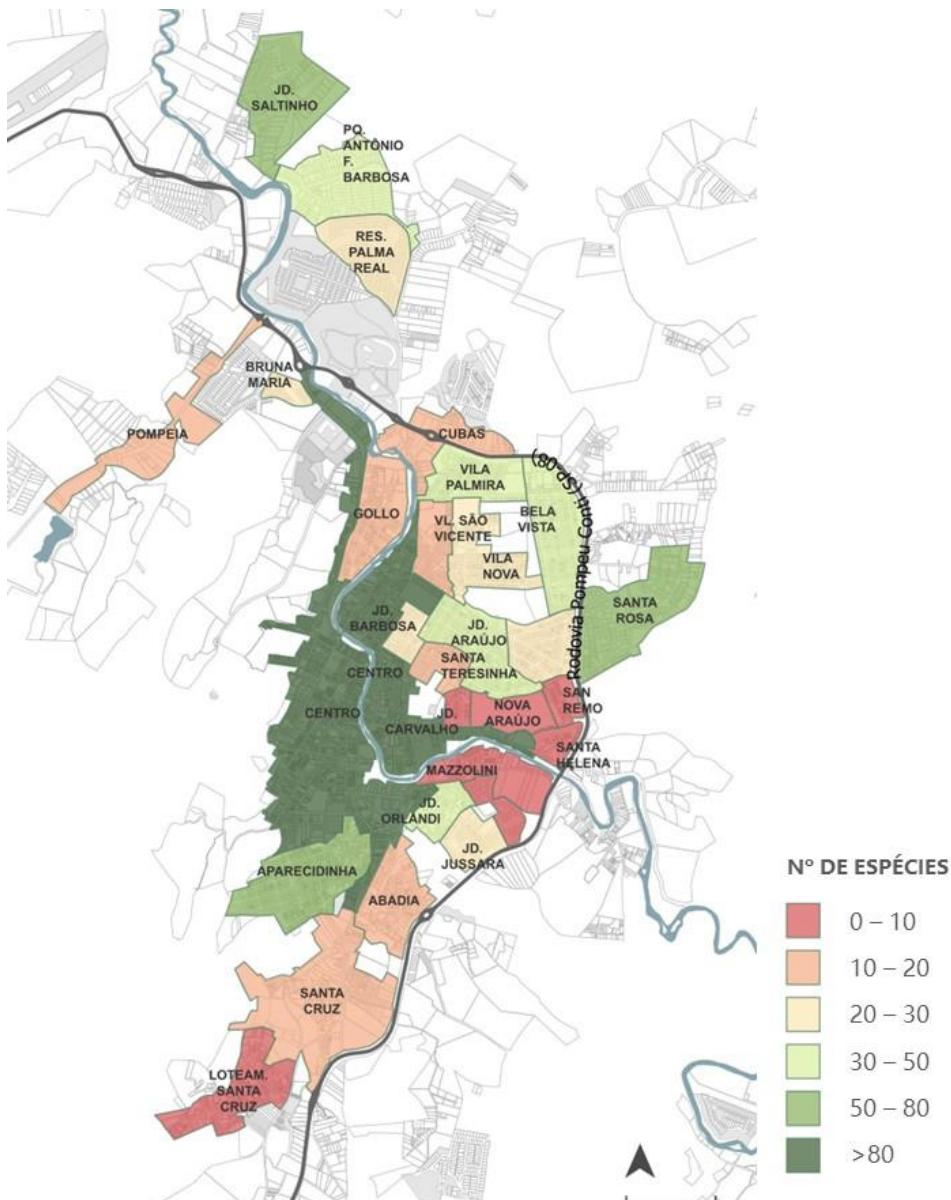 JD.
SALTINHO
PQ.
ANTÔNIO
F.
BARBOSA
RES.
PALMA
REAL
BRUNA
MARIA
POMPEIA
CUBAS
Rodovia Pompeu Conti (SP-08)
VILA
PALMIRA
GOLLO
VL. SÃO
VICENTE
BELA
VISTA
VILA
NOVA
SANTA
ROSA
JD.
BARBOSA
JD.
ARAÚJO
SANTA
TERESINHA
CENTRO
CENTRO
JD.
CARVALHO
NOVA
ARAÚJO
SAN
REMO
SANTA
HELENA
MAZZOLINI
JD.
ORLANDI
JD.
JUSSARA
APARECIDINHA
ABADIA
SANTA
CRUZ
LOTEAM.
SANTA
CRUZ
Nº DE ESPÉCIES
0 – 10
10 – 20
20 – 30
30 – 50
50 – 80
>80